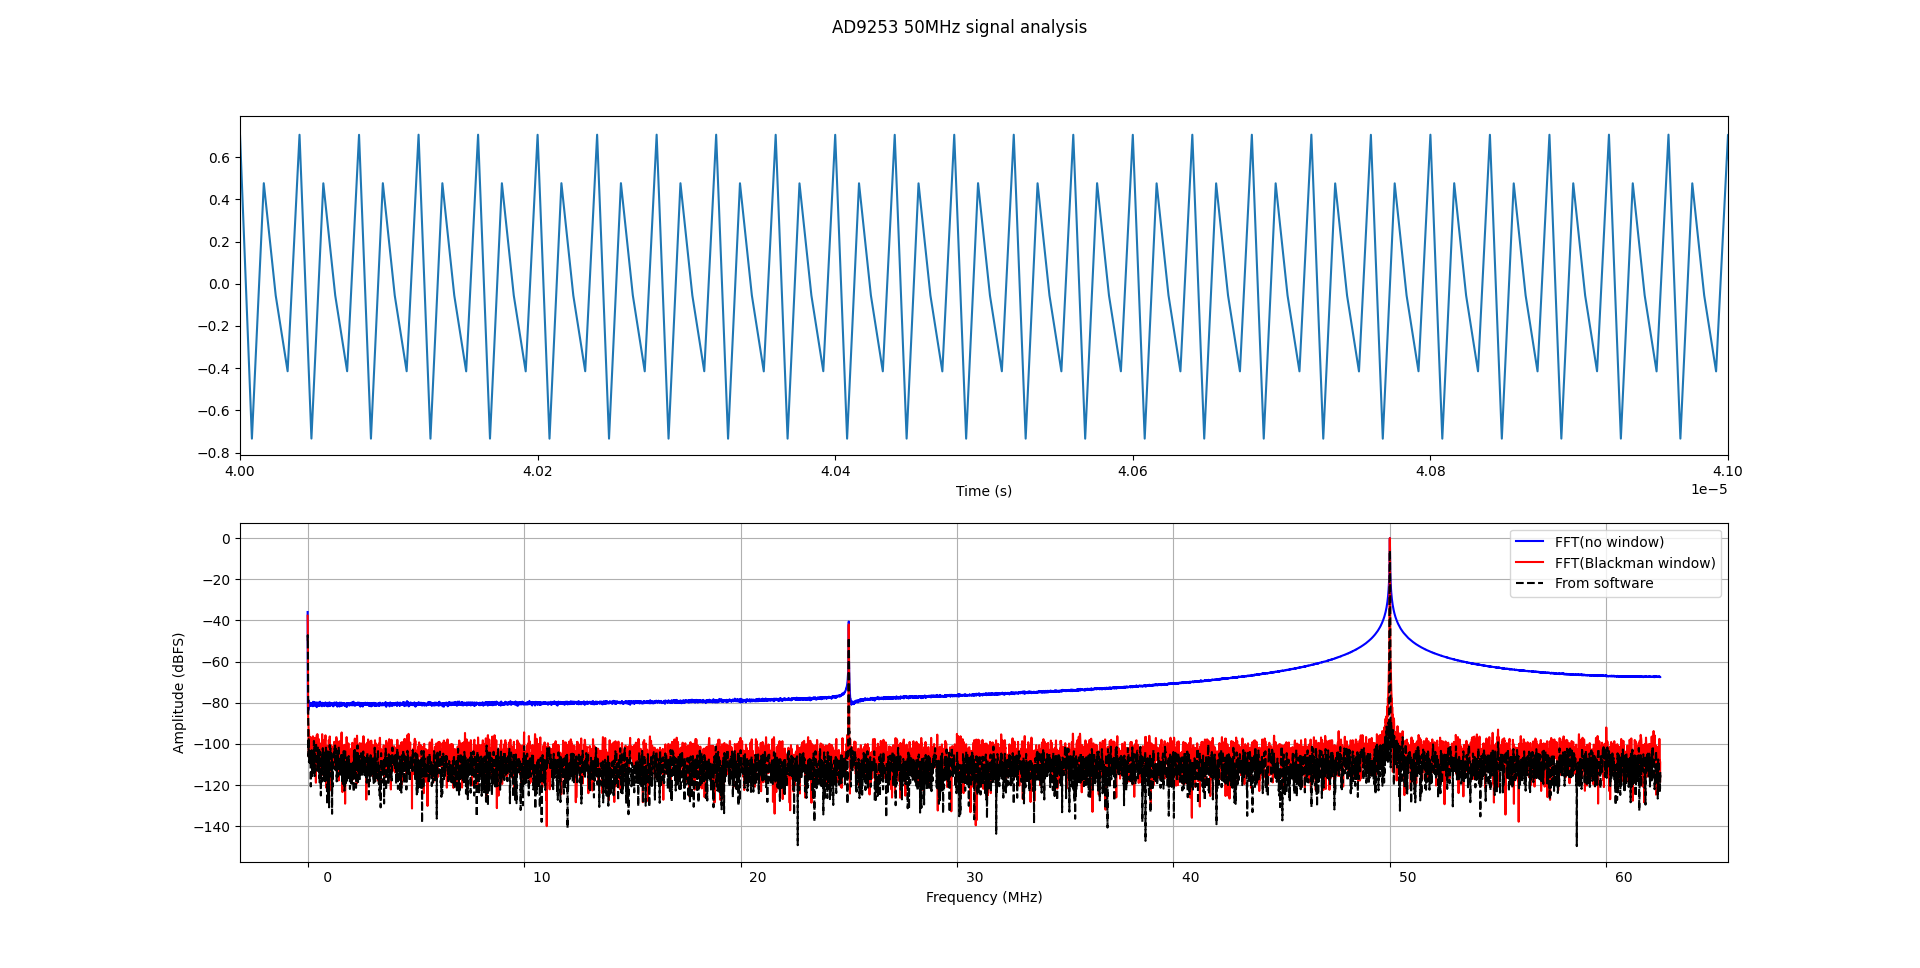 AD9253 50MHz signal analysis
0.6
0.4
0.2
0.0
−0.2
−0.4
−0.6
−0.8
4.00 4.02 4.04 4.06 4.08 4.10
1e−5
Time (s)
0
−20
−40
−60
−80
−100
−120
−140
Amplitude (dBFS)
FFT(no window)
FFT(Blackman window)
From software
0 10 20 30 40 50 60
Frequency (MHz)